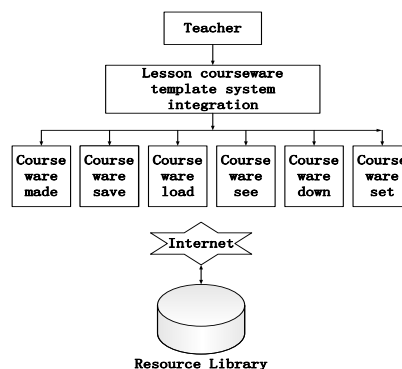 Teacher
Lesson courseware
template system
integration
Course
ware
made
Course
ware
save
Course
ware
load
Course
ware
see
Course
ware
down
Course
ware
set
Internet
Resource Library